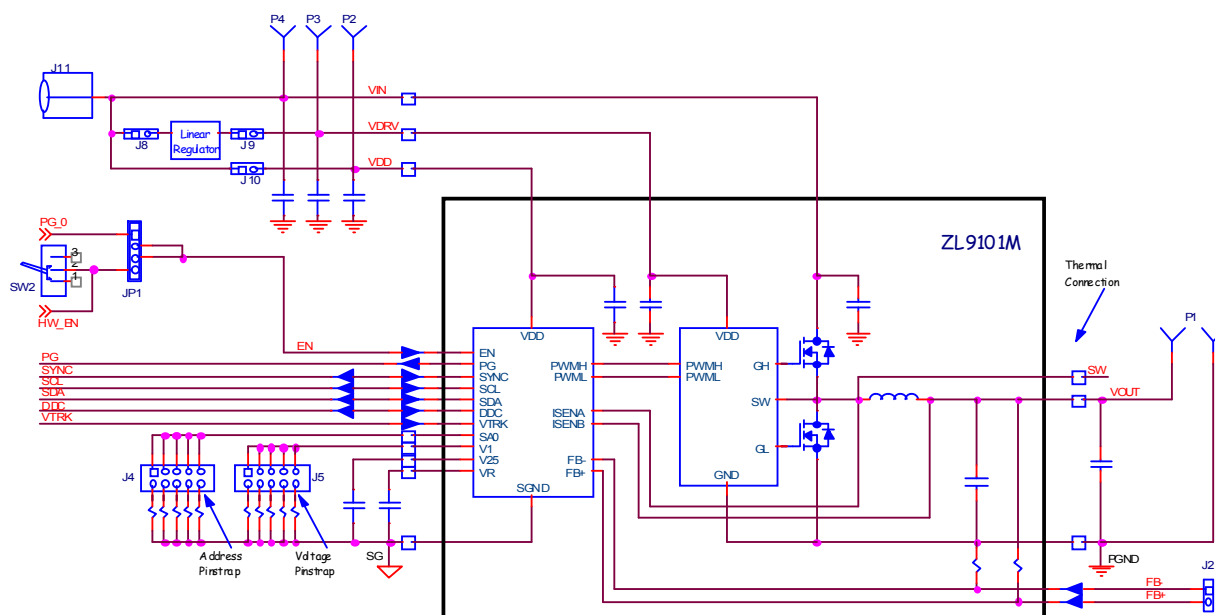 P4
P3
P2
J11
VIN
Linear
Regulator
VDRV
J8
J9
VDD
J10
PG_0
3
2
1
SW2
JP1
HW_EN
ZL9101M
Thermal
Connection
P1
EN
VDD
VDD
EN
PG
PG
SYNC
SYNC
SCL
SCL
SDA
SDA
DDC
DDC
VTRK
VTRK
SA0
V1
V25
VR
SGND
PWMH
PWML
ISENA
ISENB
FB-
FB+
PWMH
PWML
GH
SW
GL
GND
SW
VOUT
J4
J5
Address
Pinstrap
Voltage
Pinstrap
SG
PGND
J2
FB-
FB+